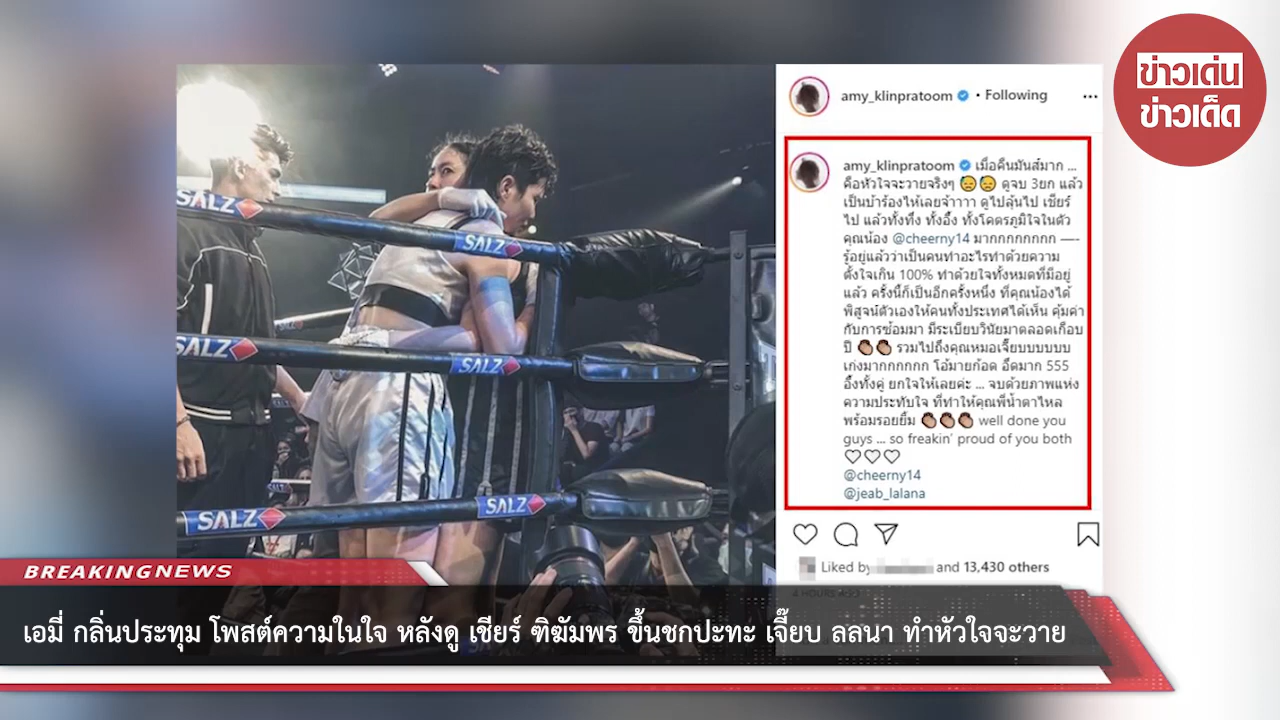 ข่าวเด่น
ข่าวเด็ด
amy_klinpratoom • Following
amy_klinpratoom เมื่อคืนมันส์มาก ...
คือหัวใจจะวายจริงๆ 😥😥 ดูจบ 3ยก แล้ว
เป็นบ้าร้องไห้เลยจ้าาาา ดูไปลุ้นไป เชียร์
ไป แล้วทั้งทึ่ง ทั้งอึ้ง ทั้งโคตรภูมิใจในตัว
คุณน้อง @cheerny14 มากกกกกกกก —-
รู้อยู่แล้วว่าเป็นคนทำอะไรทำด้วยความ
ตั้งใจเกิน 100% ทำด้วยใจทั้งหมดที่มีอยู่
แล้ว ครั้งนี้ก็เป็นอีกครั้งหนึ่ง ที่คุณน้องได้
พิสูจน์ตัวเองให้คนทั้งประเทศได้เห็น คุ้มค่า
กับการซ้อมมา มีระเบียบวินัยมาตลอดเกือบ
ปี 👏👏 รวมไปถึงคุณหมอเจี๊ยบบบบบบ
เก่งมากกกกกก โอ้มายก้อด อึดมาก 555
อึ้งทั้งคู่ ยกใจให้เลยค่ะ ... จบด้วยภาพแห่ง
ความประทับใจ ที่ทำให้คุณพี่น้ำตาไหล
พร้อมรอยยิ้ม 👏👏👏 well done you
guys ... so freakin' proud of you both
♡♡♡
@cheerny14
@jeab_lalana
Liked by and 13,430 others
SALZ
SALZ
SALZ
SALZ
SALZ
SALZ
BREAKING NEWS
เอมี่ กลิ่นประทุม โพสต์ความในใจ หลังดู เชียร์ ฑิฆัมพร ขึ้นชกปะทะ เจี๊ยบ ลลนา ทำหัวใจจะวาย